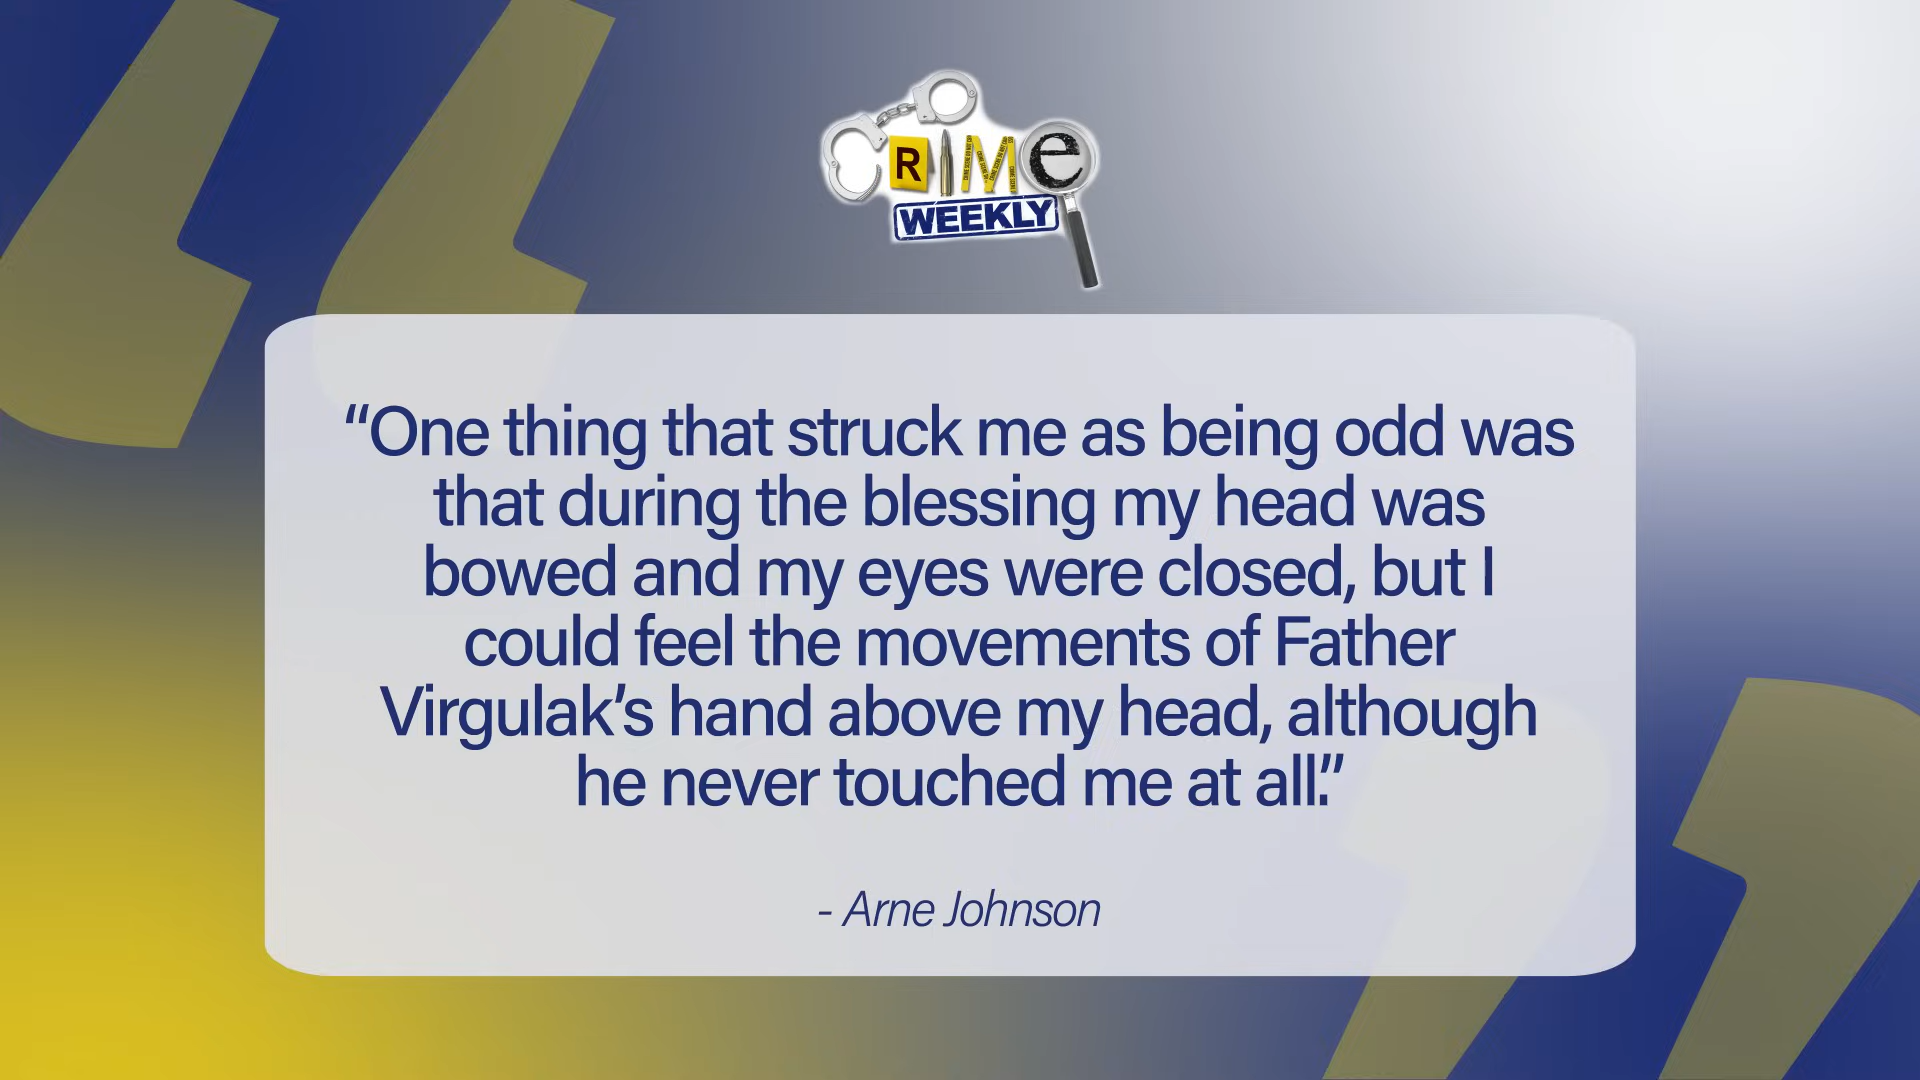 CRIMe
WEEKLY
“One thing that struck me as being odd was
that during the blessing my head was
bowed and my eyes were closed, but I
could feel the movements of Father
Virgulak’s hand above my head, although
he never touched me at all.”
- Arne Johnson